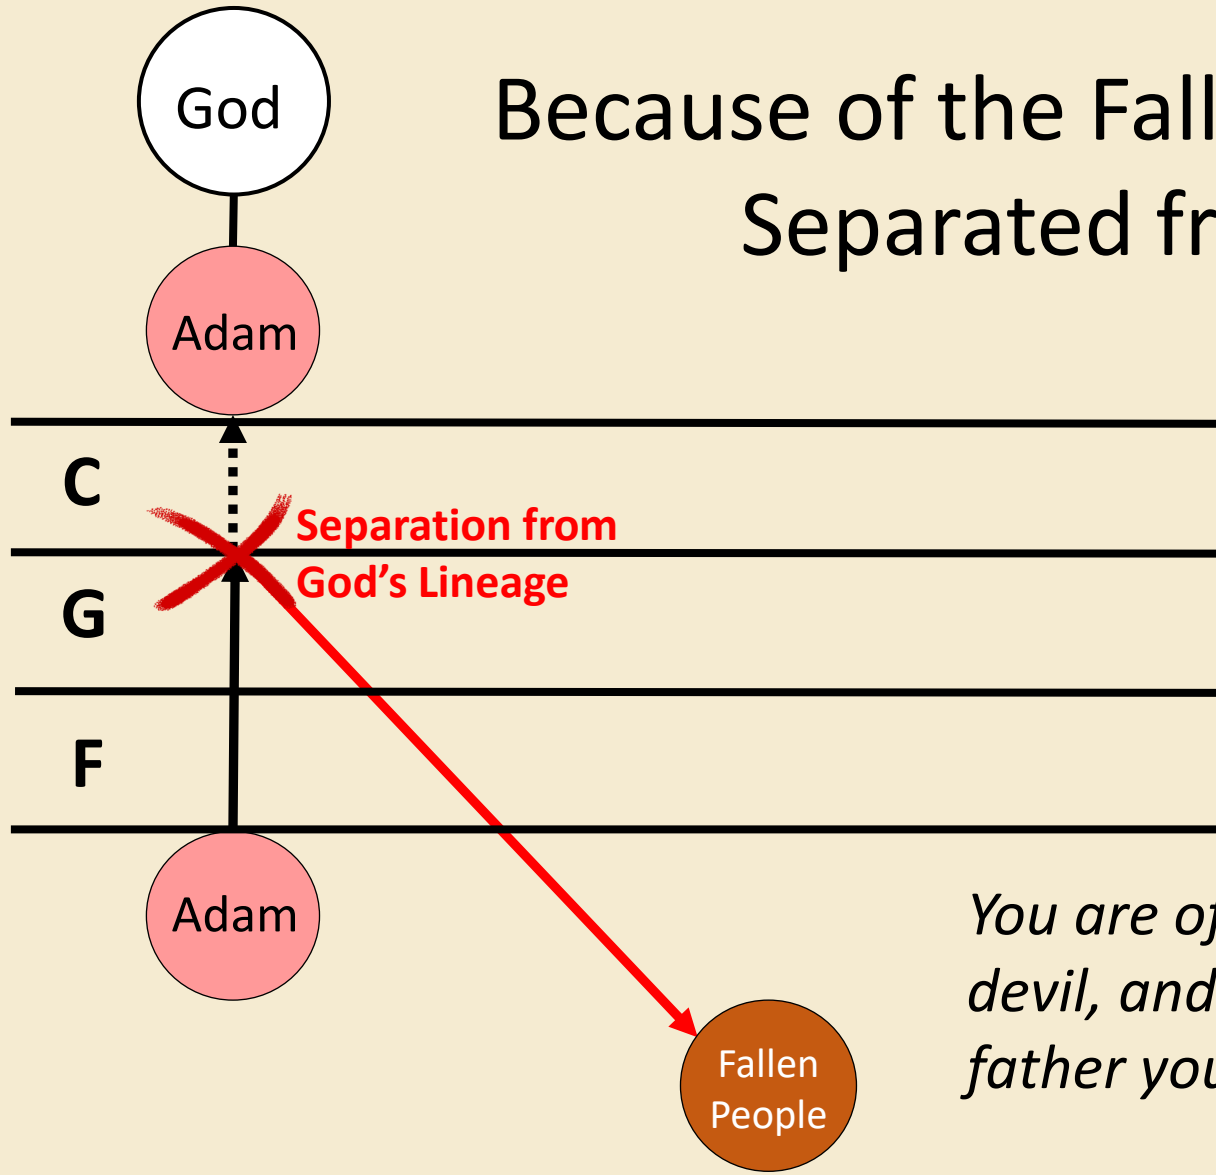 God
Because of the Fall
Separated fr
Adam
C
Separation from
God's Lineage
G
F
Adam
You are of
devil, and
father you
Fallen
People